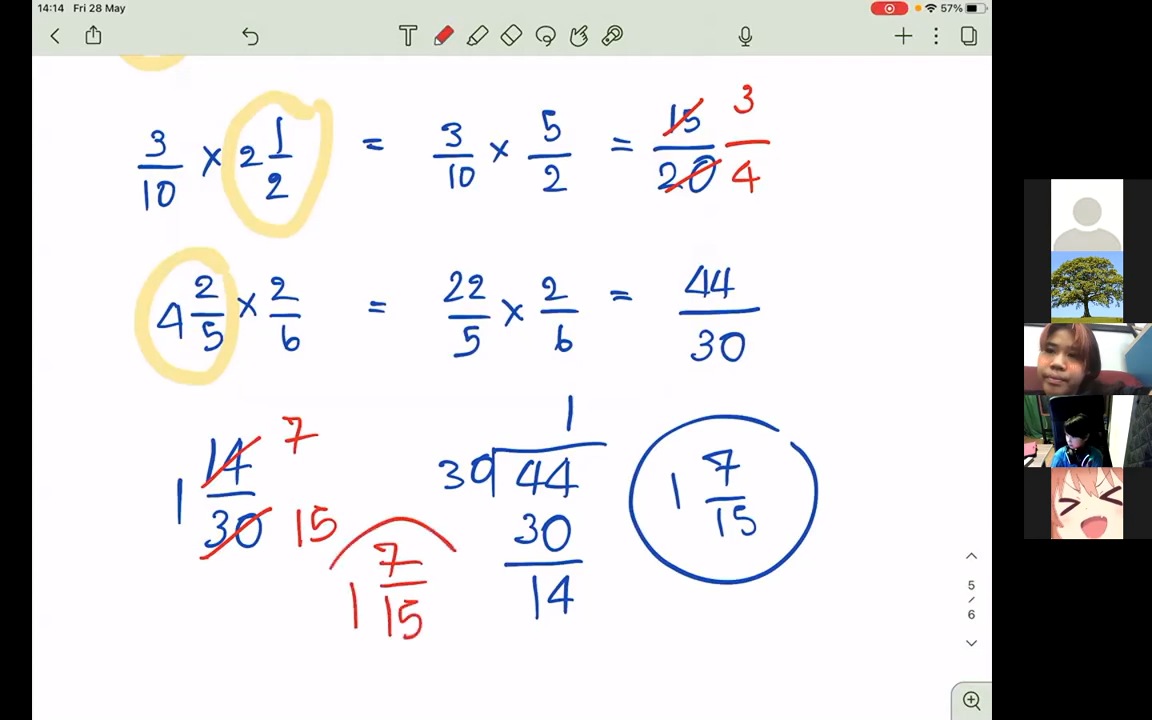 14:14 Fri 28 May 57%
3/10 × 2 1/2 = 3/10 × 5/2 = 15/20 3/4
4 2/5 × 2/6 = 22/5 × 2/6 = 44/30
1 14/30 7 15
1 7/15
1
30 44
30
14
1 7/15
5
/
6